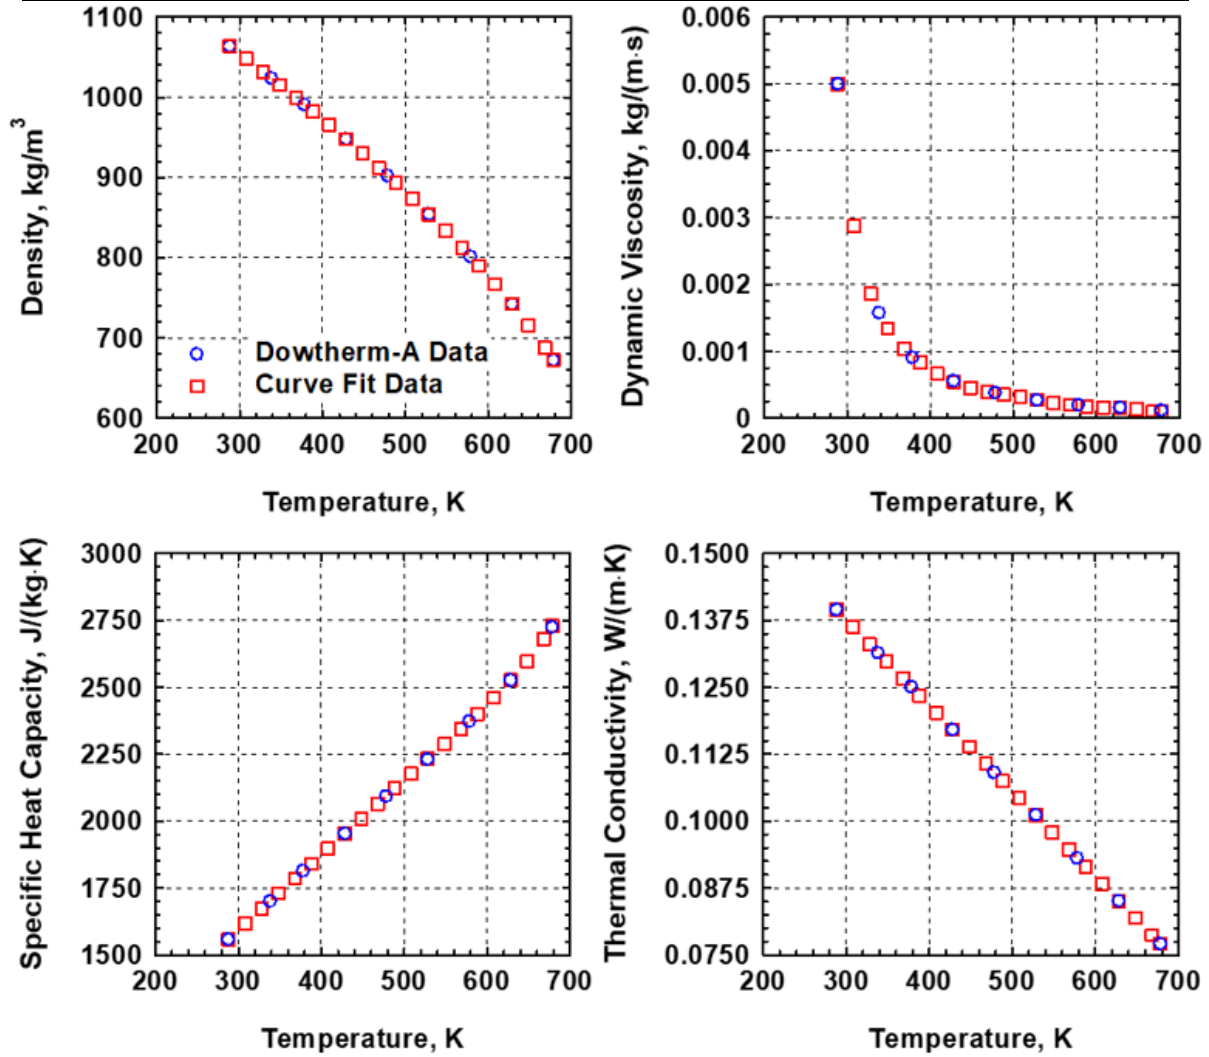 1100
1000
900
800
700
600
Density, kg/m³
Dowtherm-A Data
Curve Fit Data
200 300 400 500 600 700
Temperature, K
0.006
0.005
0.004
0.003
0.002
0.001
0
Dynamic Viscosity, kg/(m·s)
200 300 400 500 600 700
Temperature, K
3000
2750
2500
2250
2000
1750
1500
Specific Heat Capacity, J/(kg·K)
200 300 400 500 600 700
Temperature, K
0.1500
0.1375
0.1250
0.1125
0.1000
0.0875
0.0750
Thermal Conductivity, W/(m·K)
200 300 400 500 600 700
Temperature, K